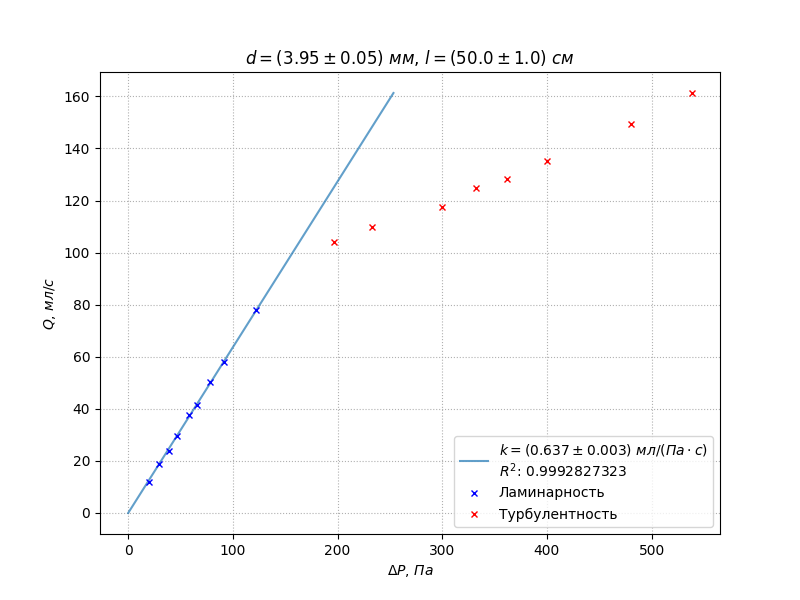 d = (3.95 ± 0.05) мм, l = (50.0 ± 1.0) см
Q, мл/с
160
140
120
100
80
60
40
20
0
k = (0.637 ± 0.003) мл/(Па · с)
R²: 0.9992827323
Ламинарность
Турбулентность
0 100 200 300 400 500
ΔP, Па